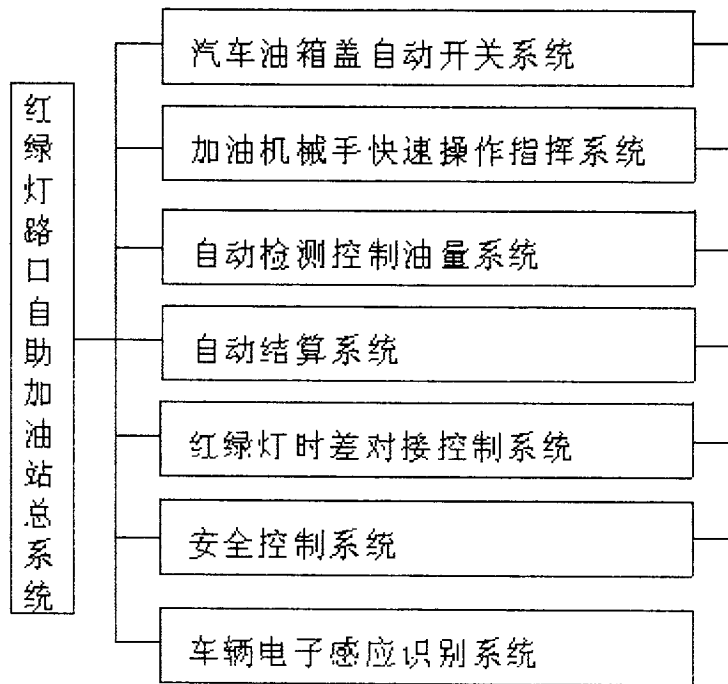 红绿灯路口自助加油站总系统
汽车油箱盖自动开关系统
加油机械手快速操作指挥系统
自动检测控制油量系统
自动结算系统
红绿灯时差对接控制系统
安全控制系统
车辆电子感应识别系统